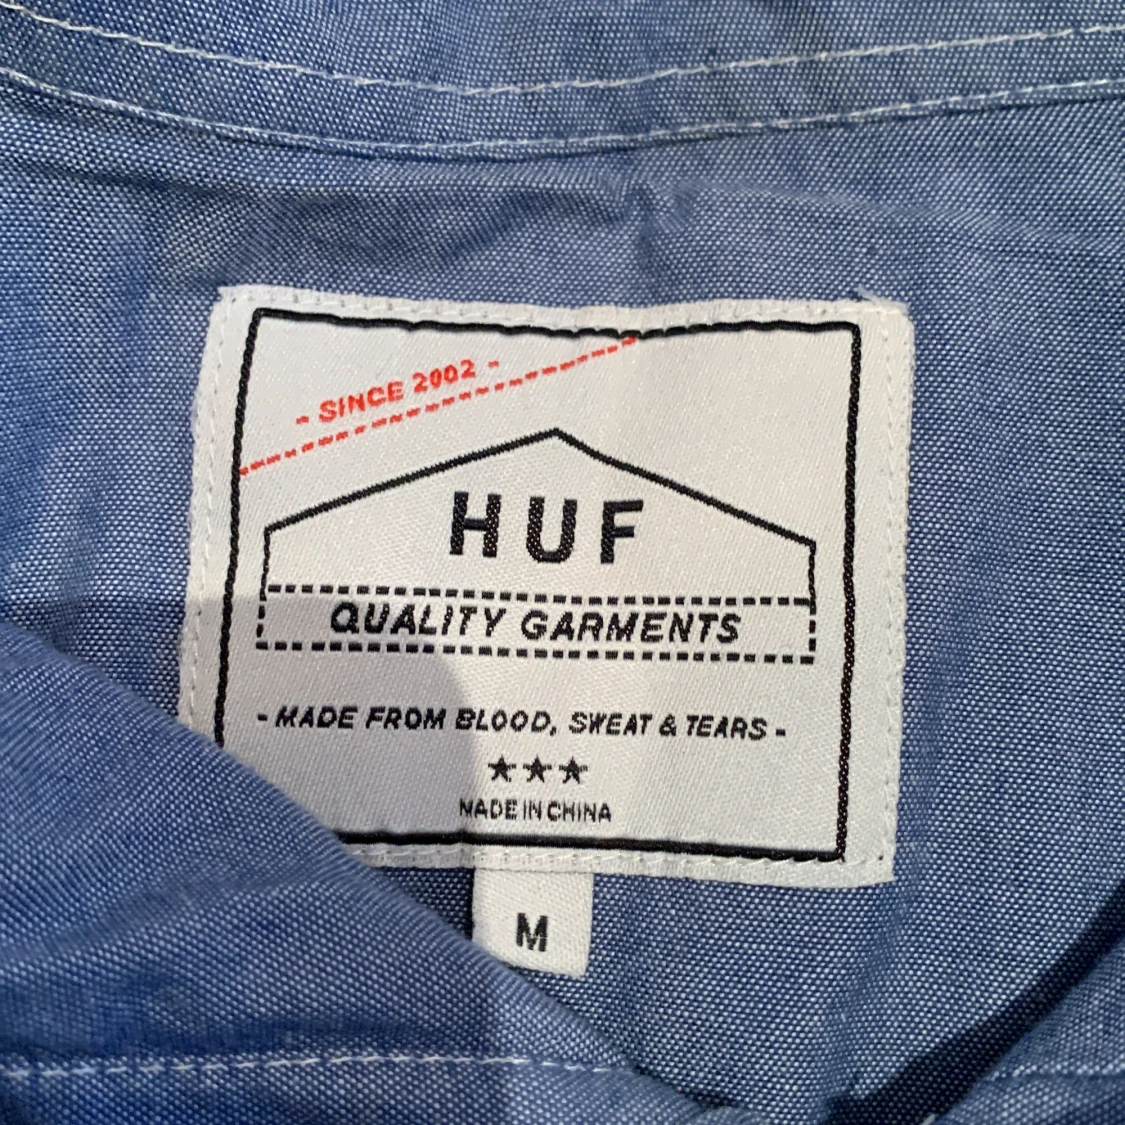 - SINCE 2002 -
HUF
QUALITY GARMENTS
- MADE FROM BLOOD, SWEAT & TEARS -
★★★
MADE IN CHINA
M